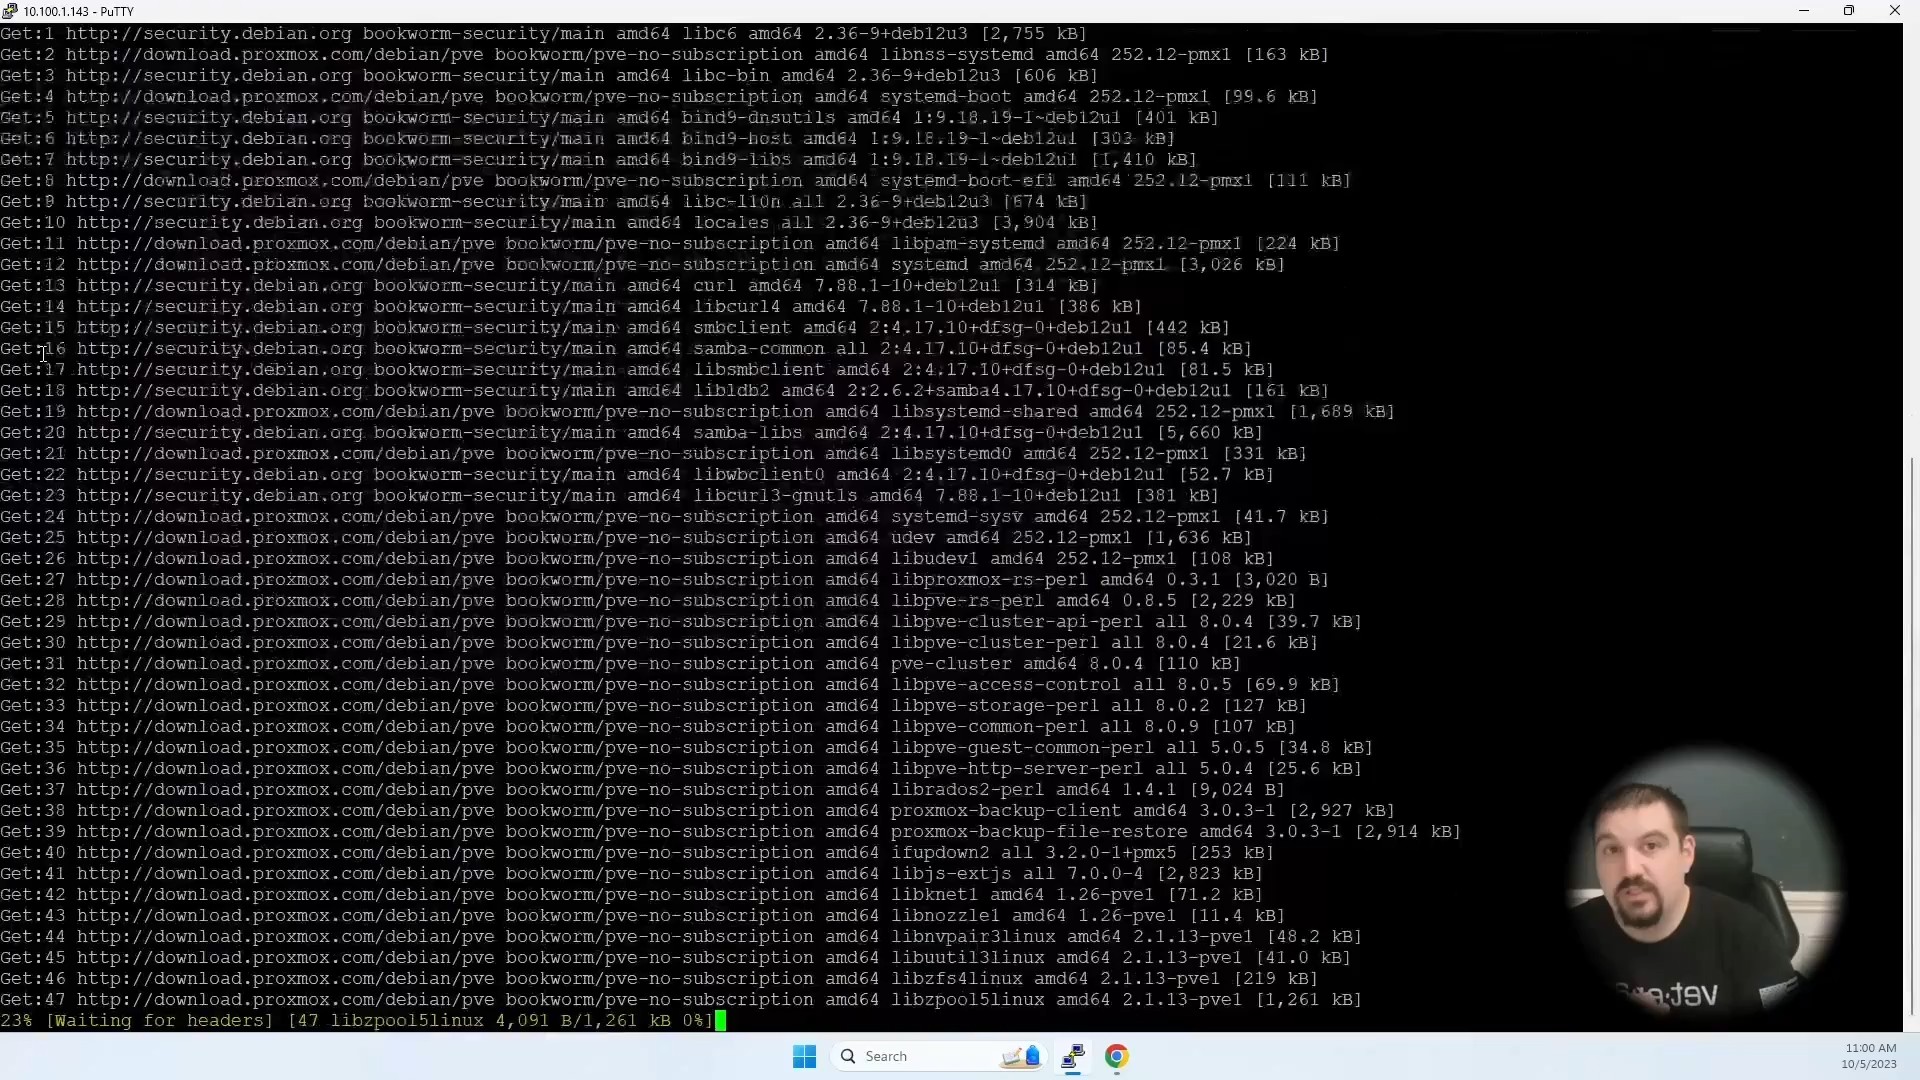 10.100.1.143 - PuTTY
Get:1 http://security.debian.org bookworm-security/main amd64 libc6 amd64 2.36-9+deb12u3 [2,755 kB]
Get:2 http://download.proxmox.com/debian/pve bookworm/pve-no-subscription amd64 libnss-systemd amd64 252.12-pmx1 [163 kB]
Get:3 http://security.debian.org bookworm-security/main amd64 libc-bin amd64 2.36-9+deb12u3 [606 kB]
Get:4 http://download.proxmox.com/debian/pve bookworm/pve-no-subscription amd64 systemd-boot amd64 252.12-pmx1 [99.6 kB]
Get:5 http://security.debian.org bookworm-security/main amd64 bind9-dnsutils amd64 1:9.18.19-1~deb12u1 [401 kB]
Get:6 http://security.debian.org bookworm-security/main amd64 bind9-host amd64 1:9.18.19-1~deb12u1 [303 kB]
Get:7 http://security.debian.org bookworm-security/main amd64 bind9-libs amd64 1:9.18.19-1~deb12u1 [1,410 kB]
Get:8 http://download.proxmox.com/debian/pve bookworm/pve-no-subscription amd64 systemd-boot-efi amd64 252.12-pmx1 [111 kB]
Get:9 http://security.debian.org bookworm-security/main amd64 libc-l10n all 2.36-9+deb12u3 [674 kB]
Get:10 http://security.debian.org bookworm-security/main amd64 locales all 2.36-9+deb12u3 [3,904 kB]
Get:11 http://download.proxmox.com/debian/pve bookworm/pve-no-subscription amd64 libpam-systemd amd64 252.12-pmx1 [224 kB]
Get:12 http://download.proxmox.com/debian/pve bookworm/pve-no-subscription amd64 systemd amd64 252.12-pmx1 [3,026 kB]
Get:13 http://security.debian.org bookworm-security/main amd64 curl amd64 7.88.1-10+deb12u1 [314 kB]
Get:14 http://security.debian.org bookworm-security/main amd64 libcurl4 amd64 7.88.1-10+deb12u1 [386 kB]
Get:15 http://security.debian.org bookworm-security/main amd64 smbclient amd64 2:4.17.10+dfsg-0+deb12u1 [442 kB]
Get:16 http://security.debian.org bookworm-security/main amd64 samba-common all 2:4.17.10+dfsg-0+deb12u1 [85.4 kB]
Get:17 http://security.debian.org bookworm-security/main amd64 libsmbclient amd64 2:4.17.10+dfsg-0+deb12u1 [81.5 kB]
Get:18 http://security.debian.org bookworm-security/main amd64 libldb2 amd64 2:2.6.2+samba4.17.10+dfsg-0+deb12u1 [161 kB]
Get:19 http://download.proxmox.com/debian/pve bookworm/pve-no-subscription amd64 libsystemd-shared amd64 252.12-pmx1 [1,689 kB]
Get:20 http://security.debian.org bookworm-security/main amd64 samba-libs amd64 2:4.17.10+dfsg-0+deb12u1 [5,660 kB]
Get:21 http://download.proxmox.com/debian/pve bookworm/pve-no-subscription amd64 libsystemd0 amd64 252.12-pmx1 [331 kB]
Get:22 http://security.debian.org bookworm-security/main amd64 libwbclient0 amd64 2:4.17.10+dfsg-0+deb12u1 [52.7 kB]
Get:23 http://security.debian.org bookworm-security/main amd64 libcurl3-gnutls amd64 7.88.1-10+deb12u1 [381 kB]
Get:24 http://download.proxmox.com/debian/pve bookworm/pve-no-subscription amd64 systemd-sysv amd64 252.12-pmx1 [41.7 kB]
Get:25 http://download.proxmox.com/debian/pve bookworm/pve-no-subscription amd64 udev amd64 252.12-pmx1 [1,636 kB]
Get:26 http://download.proxmox.com/debian/pve bookworm/pve-no-subscription amd64 libudev1 amd64 252.12-pmx1 [108 kB]
Get:27 http://download.proxmox.com/debian/pve bookworm/pve-no-subscription amd64 libproxmox-rs-perl amd64 0.3.1 [3,020 B]
Get:28 http://download.proxmox.com/debian/pve bookworm/pve-no-subscription amd64 libpve-rs-perl amd64 0.8.5 [2,229 kB]
Get:29 http://download.proxmox.com/debian/pve bookworm/pve-no-subscription amd64 libpve-cluster-api-perl all 8.0.4 [39.7 kB]
Get:30 http://download.proxmox.com/debian/pve bookworm/pve-no-subscription amd64 libpve-cluster-perl all 8.0.4 [21.6 kB]
Get:31 http://download.proxmox.com/debian/pve bookworm/pve-no-subscription amd64 pve-cluster amd64 8.0.4 [110 kB]
Get:32 http://download.proxmox.com/debian/pve bookworm/pve-no-subscription amd64 libpve-access-control all 8.0.5 [69.9 kB]
Get:33 http://download.proxmox.com/debian/pve bookworm/pve-no-subscription amd64 libpve-storage-perl all 8.0.2 [127 kB]
Get:34 http://download.proxmox.com/debian/pve bookworm/pve-no-subscription amd64 libpve-common-perl all 8.0.9 [107 kB]
Get:35 http://download.proxmox.com/debian/pve bookworm/pve-no-subscription amd64 libpve-guest-common-perl all 5.0.5 [34.8 kB]
Get:36 http://download.proxmox.com/debian/pve bookworm/pve-no-subscription amd64 libpve-http-server-perl all 5.0.4 [25.6 kB]
Get:37 http://download.proxmox.com/debian/pve bookworm/pve-no-subscription amd64 librados2-perl amd64 1.4.1 [9,024 B]
Get:38 http://download.proxmox.com/debian/pve bookworm/pve-no-subscription amd64 proxmox-backup-client amd64 3.0.3-1 [2,927 kB]
Get:39 http://download.proxmox.com/debian/pve bookworm/pve-no-subscription amd64 proxmox-backup-file-restore amd64 3.0.3-1 [2,914 kB]
Get:40 http://download.proxmox.com/debian/pve bookworm/pve-no-subscription amd64 ifupdown2 all 3.2.0-1+pmx5 [253 kB]
Get:41 http://download.proxmox.com/debian/pve bookworm/pve-no-subscription amd64 libjs-extjs all 7.0.0-4 [2,823 kB]
Get:42 http://download.proxmox.com/debian/pve bookworm/pve-no-subscription amd64 libknet1 amd64 1.26-pve1 [71.2 kB]
Get:43 http://download.proxmox.com/debian/pve bookworm/pve-no-subscription amd64 libnozzle1 amd64 1.26-pve1 [11.4 kB]
Get:44 http://download.proxmox.com/debian/pve bookworm/pve-no-subscription amd64 libnvpair3linux amd64 2.1.13-pve1 [48.2 kB]
Get:45 http://download.proxmox.com/debian/pve bookworm/pve-no-subscription amd64 libuutil3linux amd64 2.1.13-pve1 [41.0 kB]
Get:46 http://download.proxmox.com/debian/pve bookworm/pve-no-subscription amd64 libzfs4linux amd64 2.1.13-pve1 [219 kB]
Get:47 http://download.proxmox.com/debian/pve bookworm/pve-no-subscription amd64 libzpool5linux amd64 2.1.13-pve1 [1,261 kB]
23% [Waiting for headers] [47 libzpool5linux 4,091 B/1,261 kB 0%]
Search
11:00 AM
10/5/2023